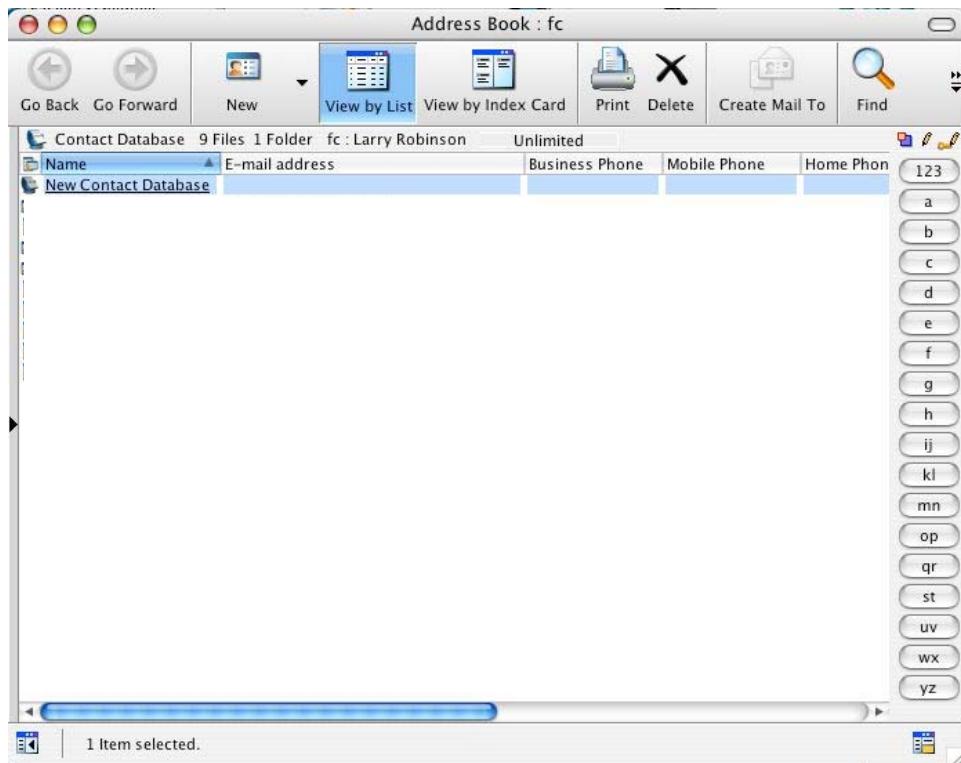 Address Book : fc
Go Back Go Forward New View by List View by Index Card Print Delete Create Mail To Find
Contact Database 9 Files 1 Folder fc : Larry Robinson Unlimited
Name E-mail address Business Phone Mobile Phone Home Phon
New Contact Database
123
a
b
c
d
e
f
g
h
ij
kl
mn
op
qr
st
uv
wx
yz
1 Item selected.